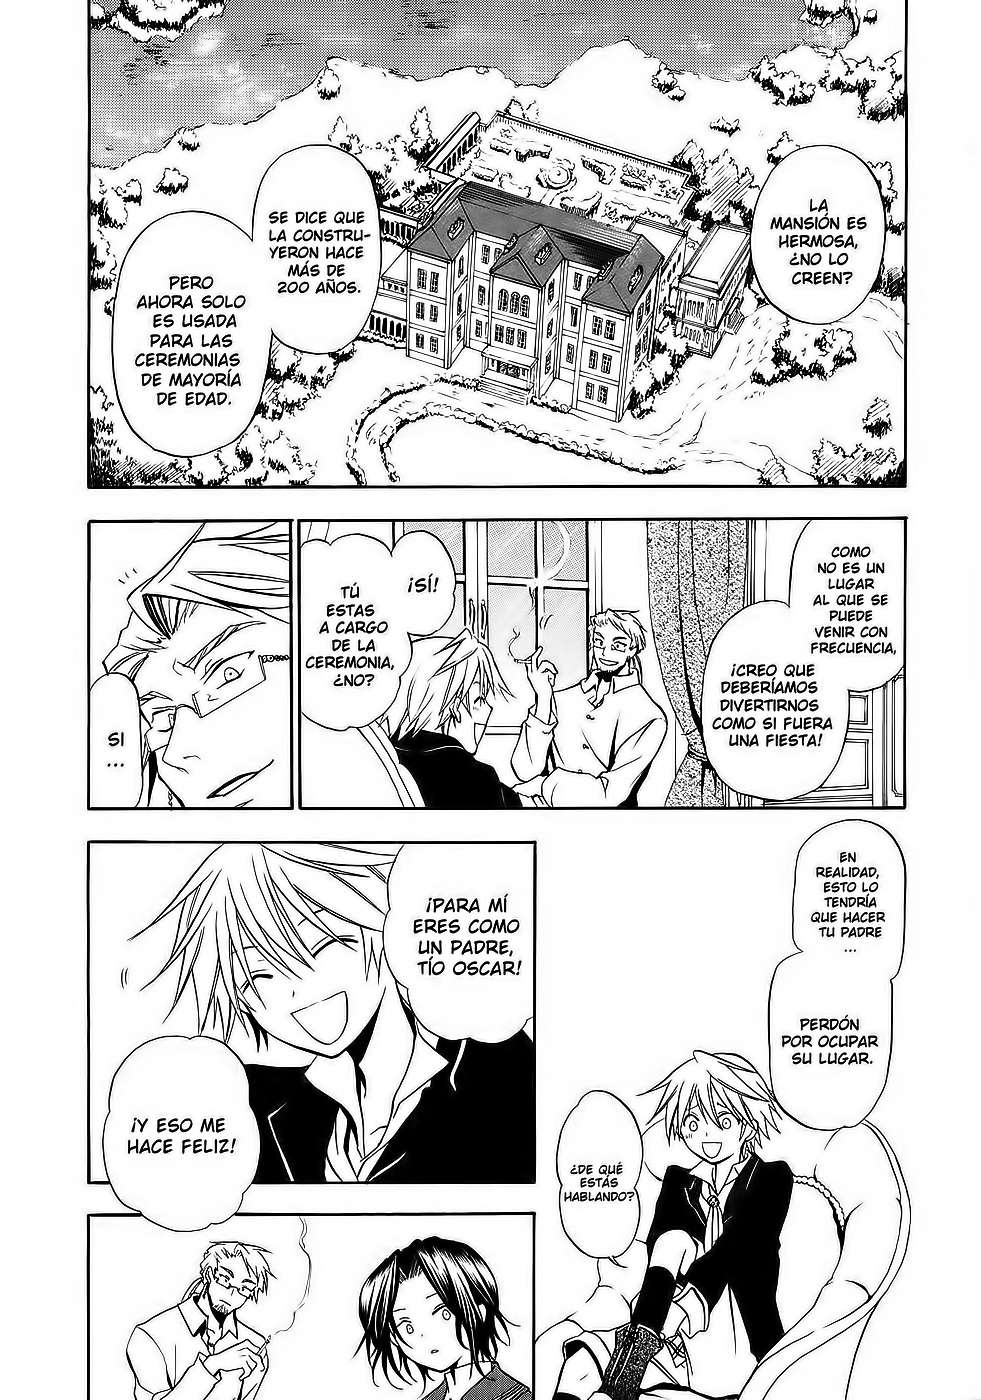 LA
MANSIÓN ES
HERMOSA,
¿NO LO
CREEN?
SE DICE QUE
LA CONSTRU-
YERON HACE
MÁS DE
200 AÑOS.
PERO
AHORA SOLO
ES USADA
PARA LAS
CEREMONIAS
DE MAYORÍA
DE EDAD.
COMO
NO ES UN
LUGAR
AL QUE SE
PUEDE
VENIR CON
FRECUENCIA,
¡CREO QUE
DEBERÍAMOS
DIVERTIRNOS
COMO SI FUERA
UNA FIESTA!
¡SÍ!
TÚ
ESTAS
A CARGO
DE LA
CEREMONIA,
¿NO?
SI
...
EN
REALIDAD,
ESTO LO
TENDRÍA
QUE HACER
TU PADRE
...
PERDÓN
POR OCUPAR
SU LUGAR.
¿DE QUÉ
ESTÁS
HABLANDO?
¡PARA MÍ
ERES COMO
UN PADRE,
TÍO OSCAR!
¡Y ESO ME
HACE FELIZ!